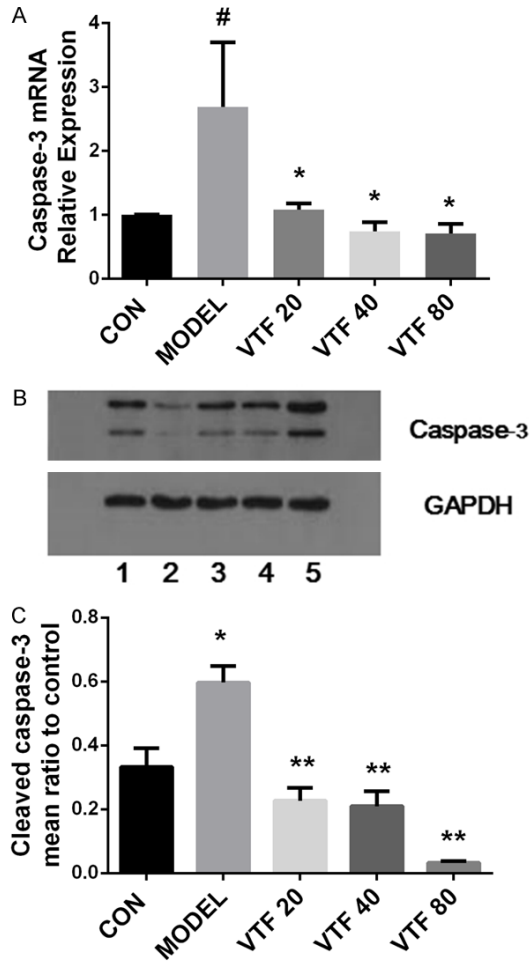 A
Caspase-3 mRNA
Relative Expression
4
3
2
1
0
#
*
*
*
CON
MODEL
VTF 20
VTF 40
VTF 80
B
Caspase-3
GAPDH
1 2 3 4 5
C
Cleaved caspase-3
mean ratio to control
0.8
0.6
0.4
0.2
0.0
*
**
**
**
CON
MODEL
VTF 20
VTF 40
VTF 80